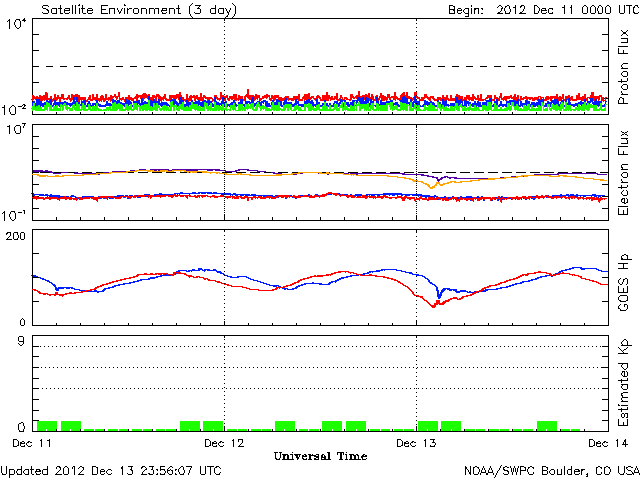 Satellite Environment (3 day) Begin: 2012 Dec 11 0000 UTC
10⁴
10⁻²
Proton Flux
10⁷
10⁻¹
Electron Flux
200
0
GOES Hp
9
0
Estimated Kp
Dec 11 Dec 12 Dec 13 Dec 14
Universal Time
Updated 2012 Dec 13 23:56:07 UTC NOAA/SWPC Boulder, CO USA